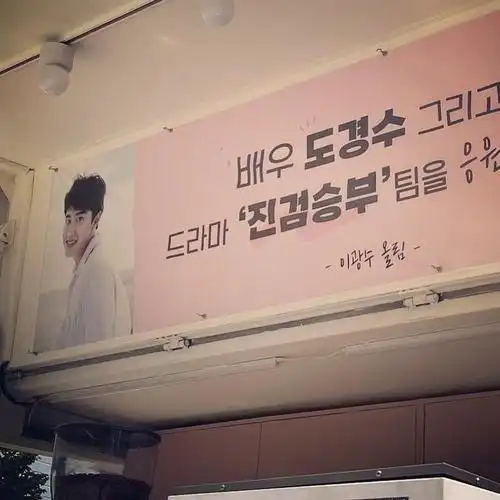 배우 도경수 그리고
드라마 '진검승부'팀을 응원
- 이광수 올림 -